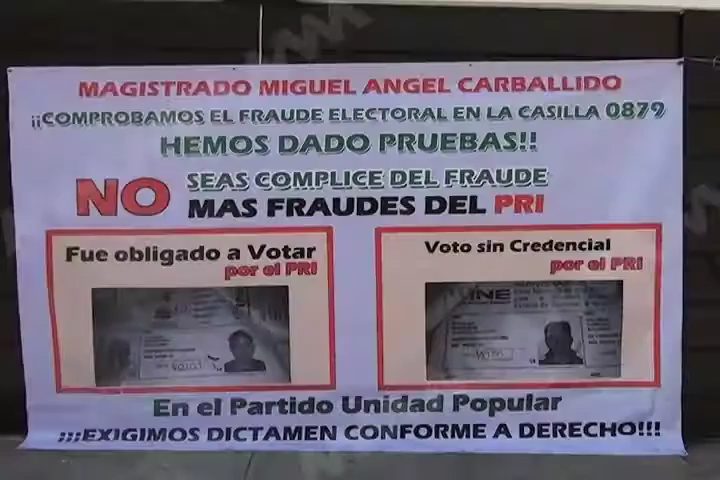 MAGISTRADO MIGUEL ANGEL CARBALLIDO
¡¡COMPROBAMOS EL FRAUDE ELECTORAL EN LA CASILLA 0879
HEMOS DADO PRUEBAS!!
NO SEAS COMPLICE DEL FRAUDE
MAS FRAUDES DEL PRI
Fue obligado a Votar
por el PRI
Voto sin Credencial
por el PRI
INE
En el Partido Unidad Popular
¡¡¡EXIGIMOS DICTAMEN CONFORME A DERECHO!!!